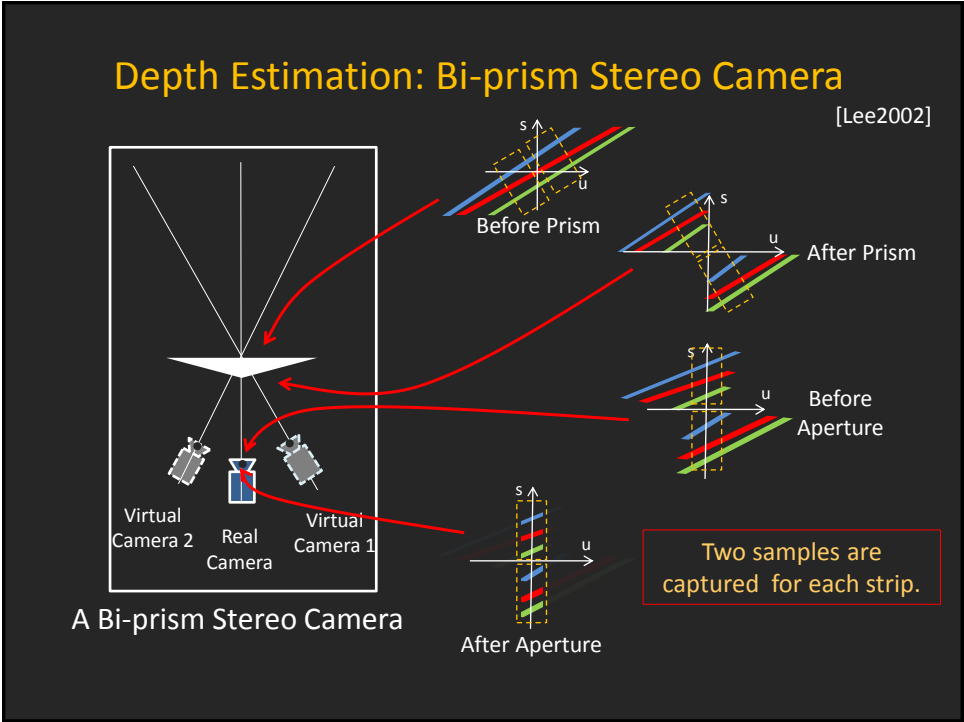 Depth Estimation: Bi-prism Stereo Camera
[Lee2002]
s
u
Before Prism
s
u
After Prism
s
u
Before
Aperture
Virtual
Camera 2
Real
Camera
Virtual
Camera 1
A Bi-prism Stereo Camera
s
u
After Aperture
Two samples are
captured for each strip.